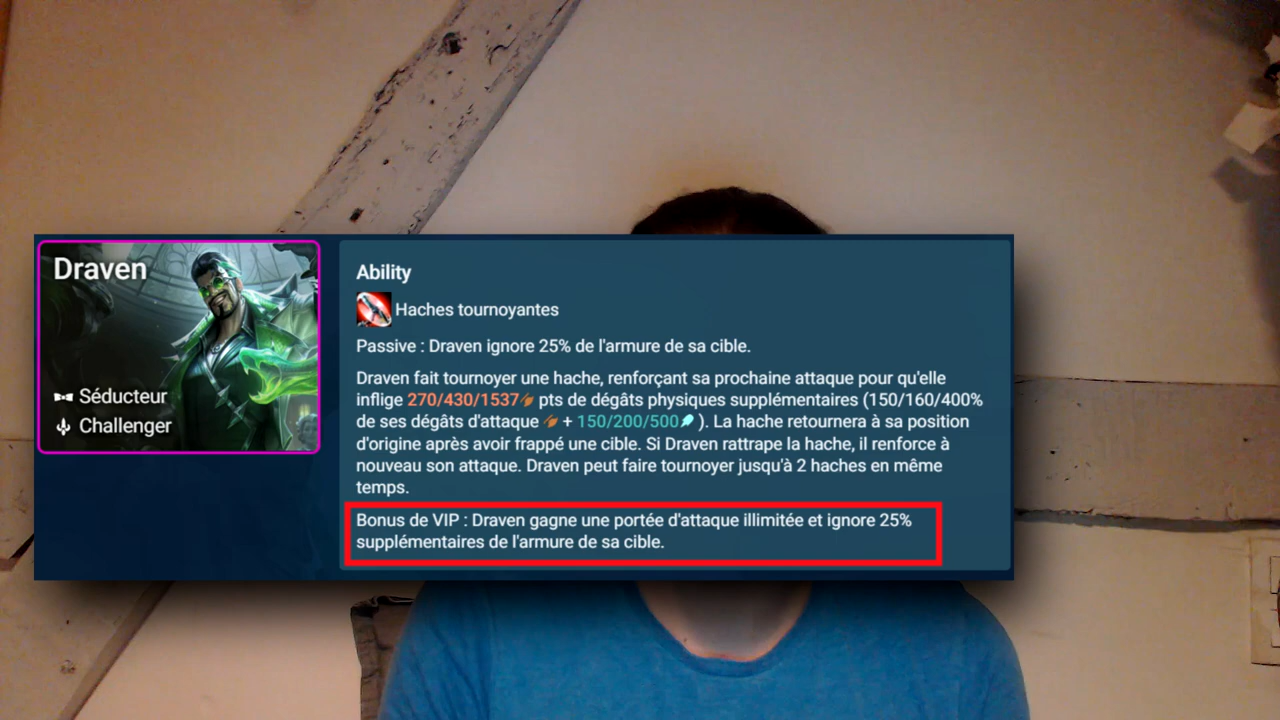 Draven
Séducteur
Challenger
Ability
Haches tournoyantes
Passive : Draven ignore 25% de l'armure de sa cible.
Draven fait tournoyer une hache, renforçant sa prochaine attaque pour qu'elle
inflige 270/430/1537 pts de dégâts physiques supplémentaires (150/160/400%
de ses dégâts d'attaque + 150/200/500 ). La hache retournera à sa position
d'origine après avoir frappé une cible. Si Draven rattrape la hache, il renforce à
nouveau son attaque. Draven peut faire tournoyer jusqu'à 2 haches en même
temps.
Bonus de VIP : Draven gagne une portée d'attaque illimitée et ignore 25%
supplémentaires de l'armure de sa cible.